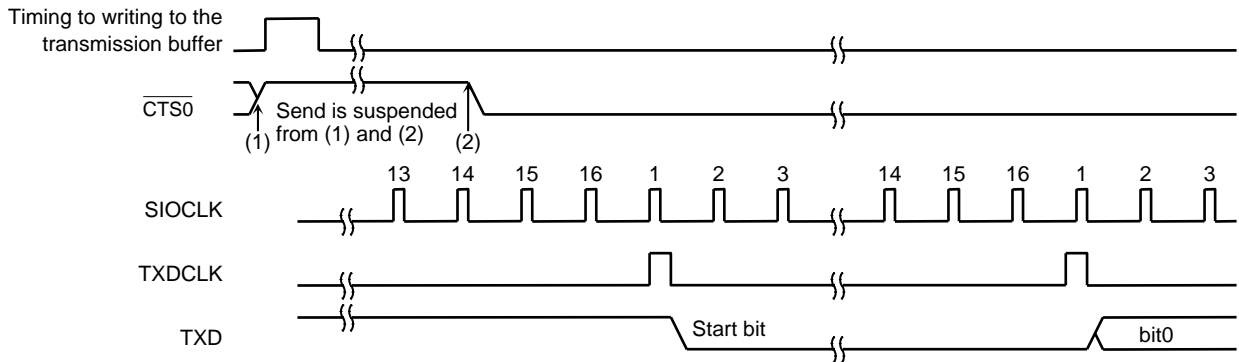 Timing to writing to the
transmission buffer
CTS0
Send is suspended
from (1) and (2)
(1)
(2)
13 14 15 16 1 2 3 14 15 16 1 2 3
SIOCLK
TXDCLK
TXD
Start bit
bit0